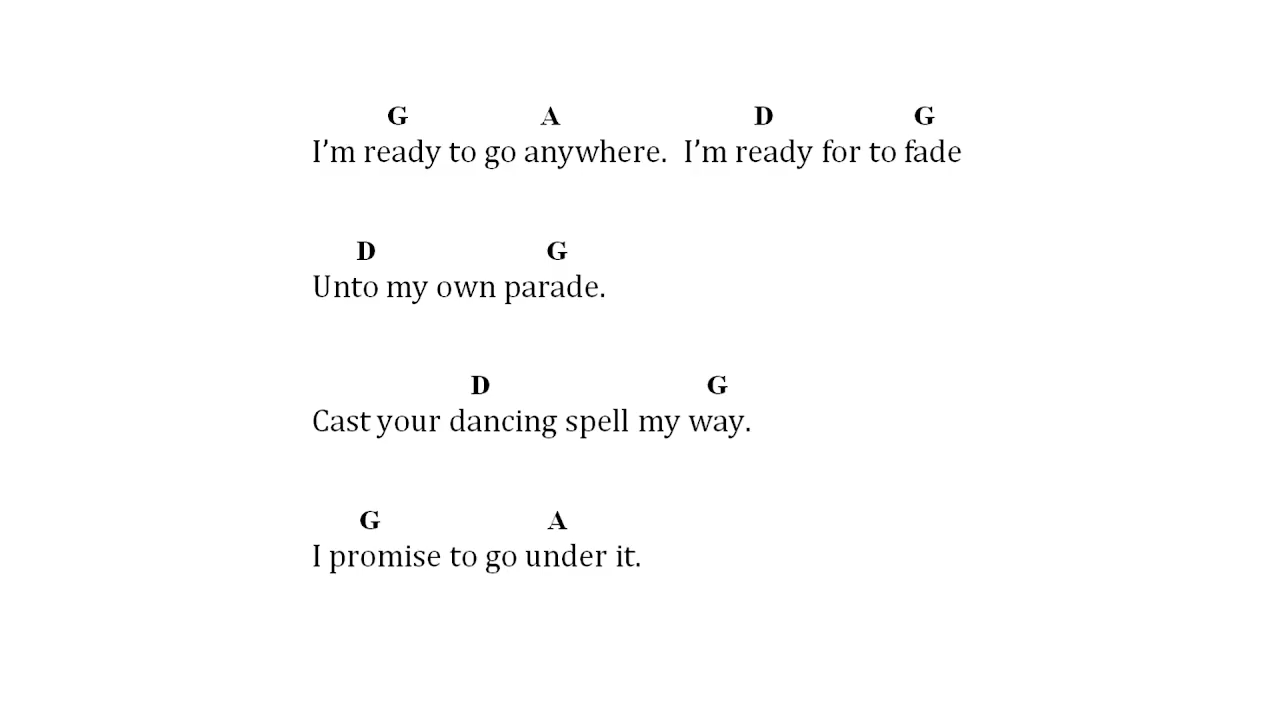 G A D G
I’m ready to go anywhere.  I’m ready for to fade
D G
Unto my own parade.
D G
Cast your dancing spell my way.
G A
I promise to go under it.